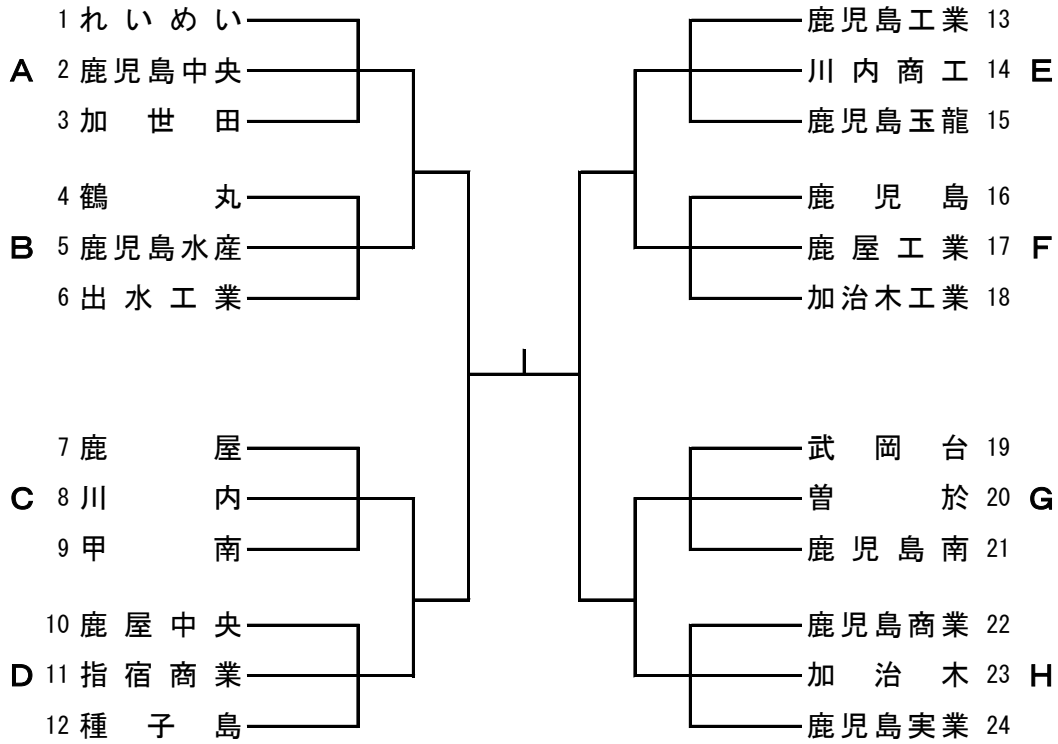 1 れいめい
A 2 鹿児島中央
3 加世田
4 鶴丸
B 5 鹿児島水産
6 出水工業
7 鹿屋
C 8 川内
9 甲南
10 鹿屋中央
D 11 指宿商業
12 種子島
鹿児島工業 13
川内商工 14 E
鹿児島玉龍 15
鹿児島 16
鹿屋工業 17 F
加治木工業 18
武岡台 19
曽於 20 G
鹿児島南 21
鹿児島商業 22
加治木 23 H
鹿児島実業 24